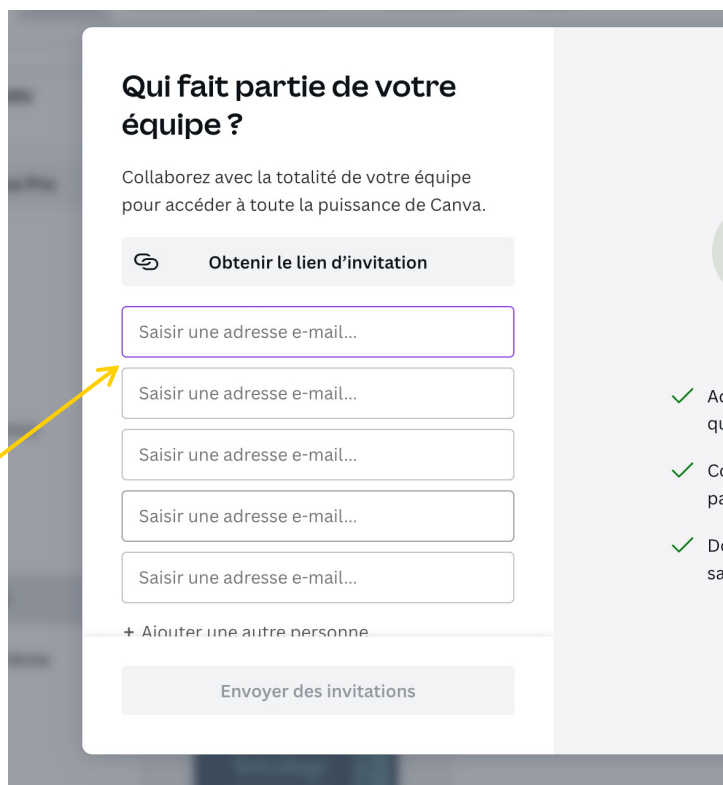 Qui fait partie de votre
équipe ?
Collaborez avec la totalité de votre équipe
pour accéder à toute la puissance de Canva.
Obtenir le lien d’invitation
Saisir une adresse e-mail...
Saisir une adresse e-mail...
Saisir une adresse e-mail...
Saisir une adresse e-mail...
Saisir une adresse e-mail...
+ Ajouter une autre personne
Envoyer des invitations